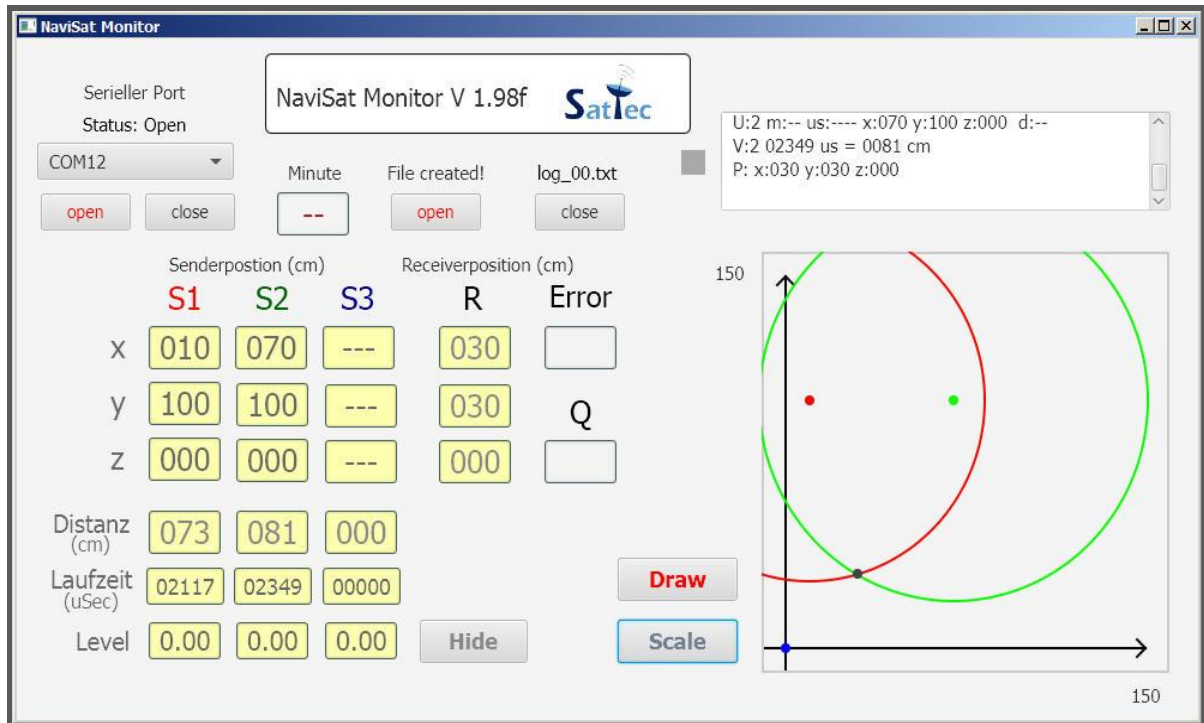 NaviSat Monitor
Serieller Port
Status: Open
NaviSat Monitor V 1.98f SatTec
U:2 m:-- us:---- x:070 y:100 z:000 d:--
V:2 02349 us = 0081 cm
P: x:030 y:030 z:000
COM12
Minute File created! log_00.txt
open close -- open close
Senderpostion (cm) Receiverposition (cm)
S1 S2 S3 R Error
x 010 070 --- 030
y 100 100 --- 030 Q
z 000 000 --- 000
Distanz 073 081 000
(cm)
Laufzeit 02117 02349 00000
(uSec)
Level 0.00 0.00 0.00 Hide
Draw
Scale
150
150